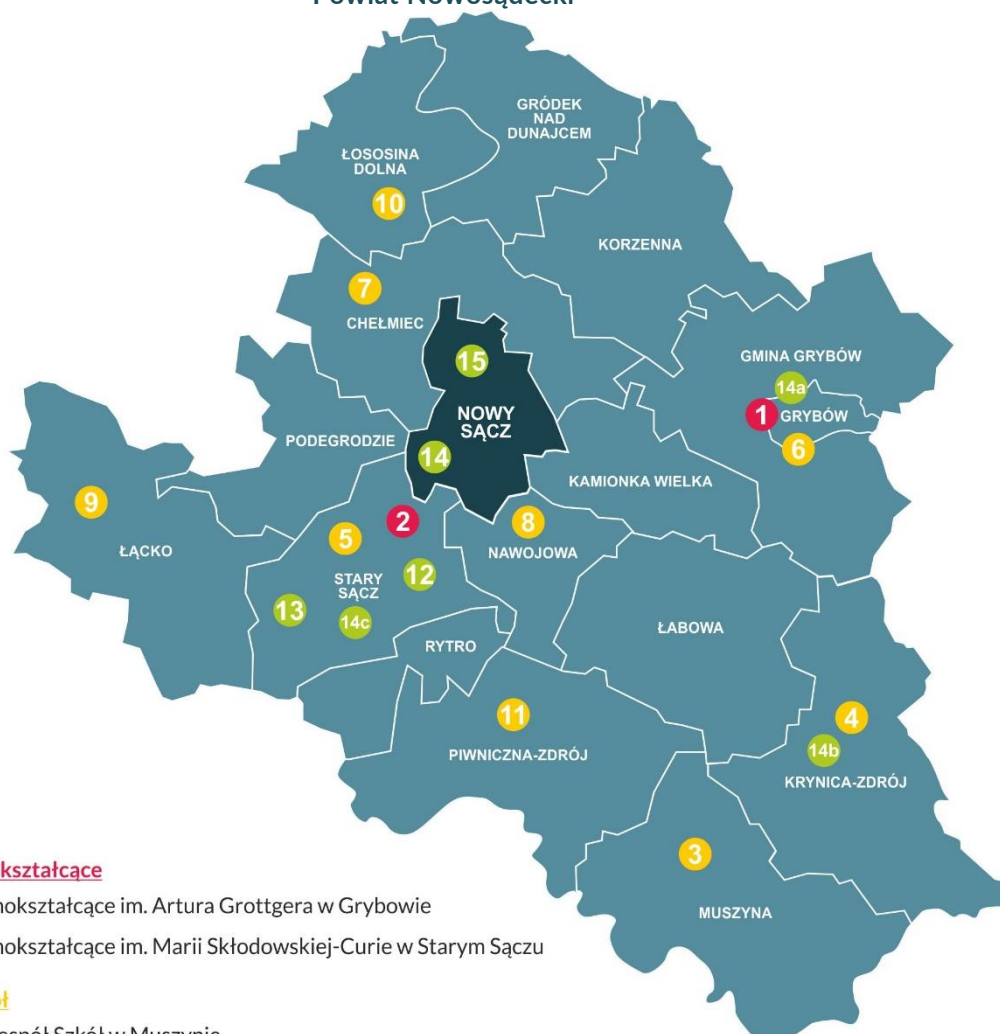 Powiat Nowosądecki
GRÓDEK
NAD
DUNAJCEM
ŁOSOSINA
DOLNA
10
KORZENNA
7
CHEŁMIEC
15
GMINA GRYBÓW
14a
1
GRYBÓW
6
NOWY
SĄCZ
14
PODEGRODZIE
KAMIONKA WIELKA
9
ŁĄCKO
2
5
8
NAWOJOWA
12
STARY
SĄCZ
13
14c
RYTRO
ŁABOWA
11
PIWNICZNA-ZDRÓJ
4
14b
KRYNICA-ZDRÓJ
3
MUSZYNA
kształcące
nokształcące im. Artura Grottgera w Grybowie
nokształcące im. Marii Skłodowskiej-Curie w Starym Sączu
ół
espół Szkół w Muszynie